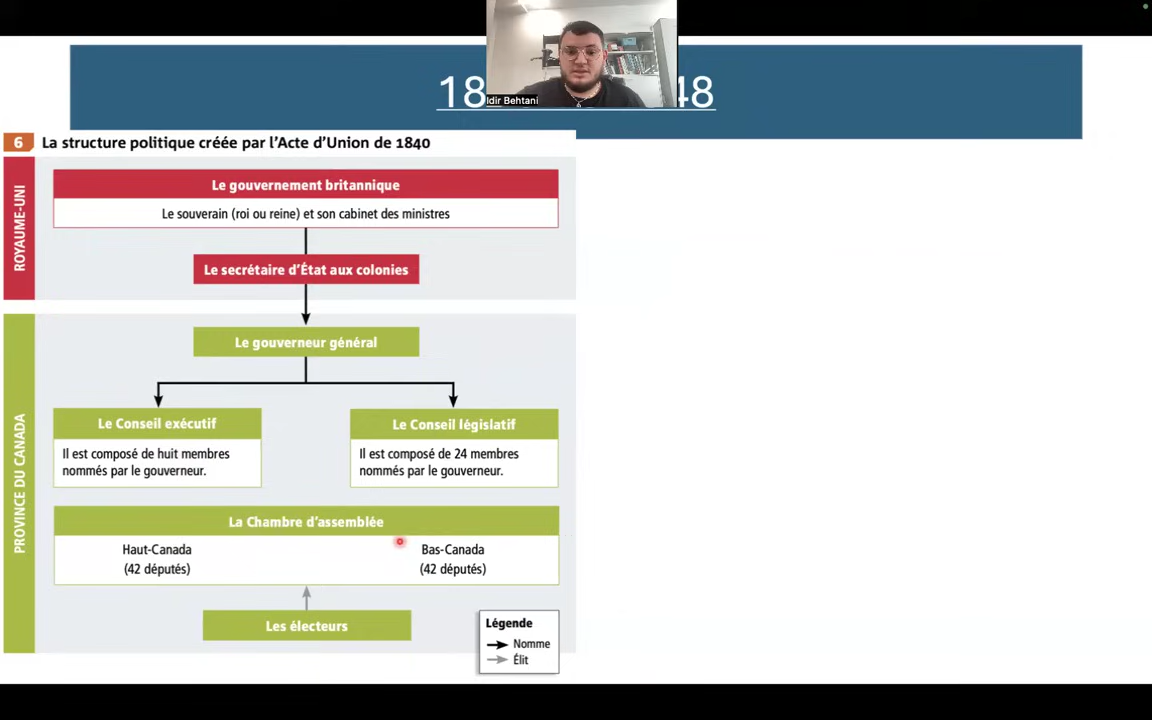 18
48
Idir Behtani
6 La structure politique créée par l'Acte d'Union de 1840
ROYAUME-UNI
Le gouvernement britannique
Le souverain (roi ou reine) et son cabinet des ministres
Le secrétaire d'État aux colonies
PROVINCE DU CANADA
Le gouverneur général
Le Conseil exécutif
Il est composé de huit membres
nommés par le gouverneur.
Le Conseil législatif
Il est composé de 24 membres
nommés par le gouverneur.
La Chambre d'assemblée
Haut-Canada
(42 députés)
Bas-Canada
(42 députés)
Les électeurs
Légende
Nomme
Élit